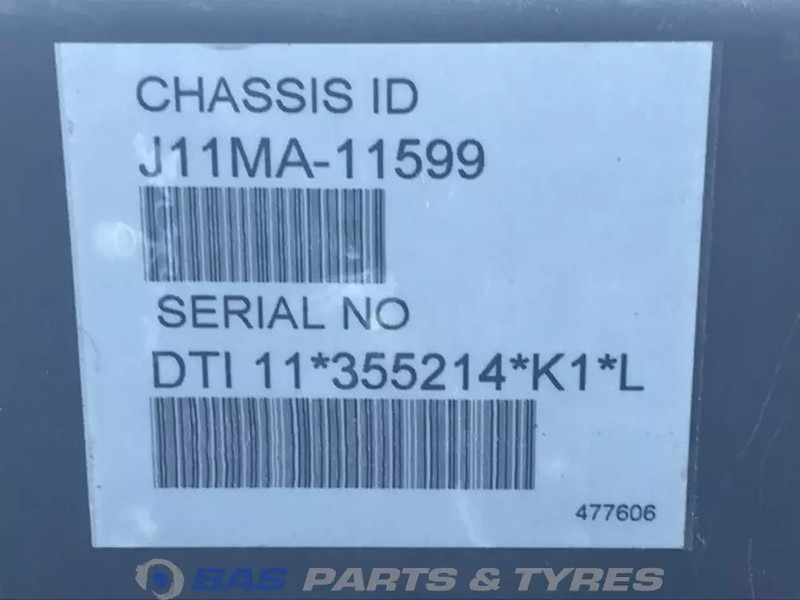 CHASSIS ID
J11MA-11599
SERIAL NO
DTI 11*355214*K1*L
477606
BAS PARTS & TYRES